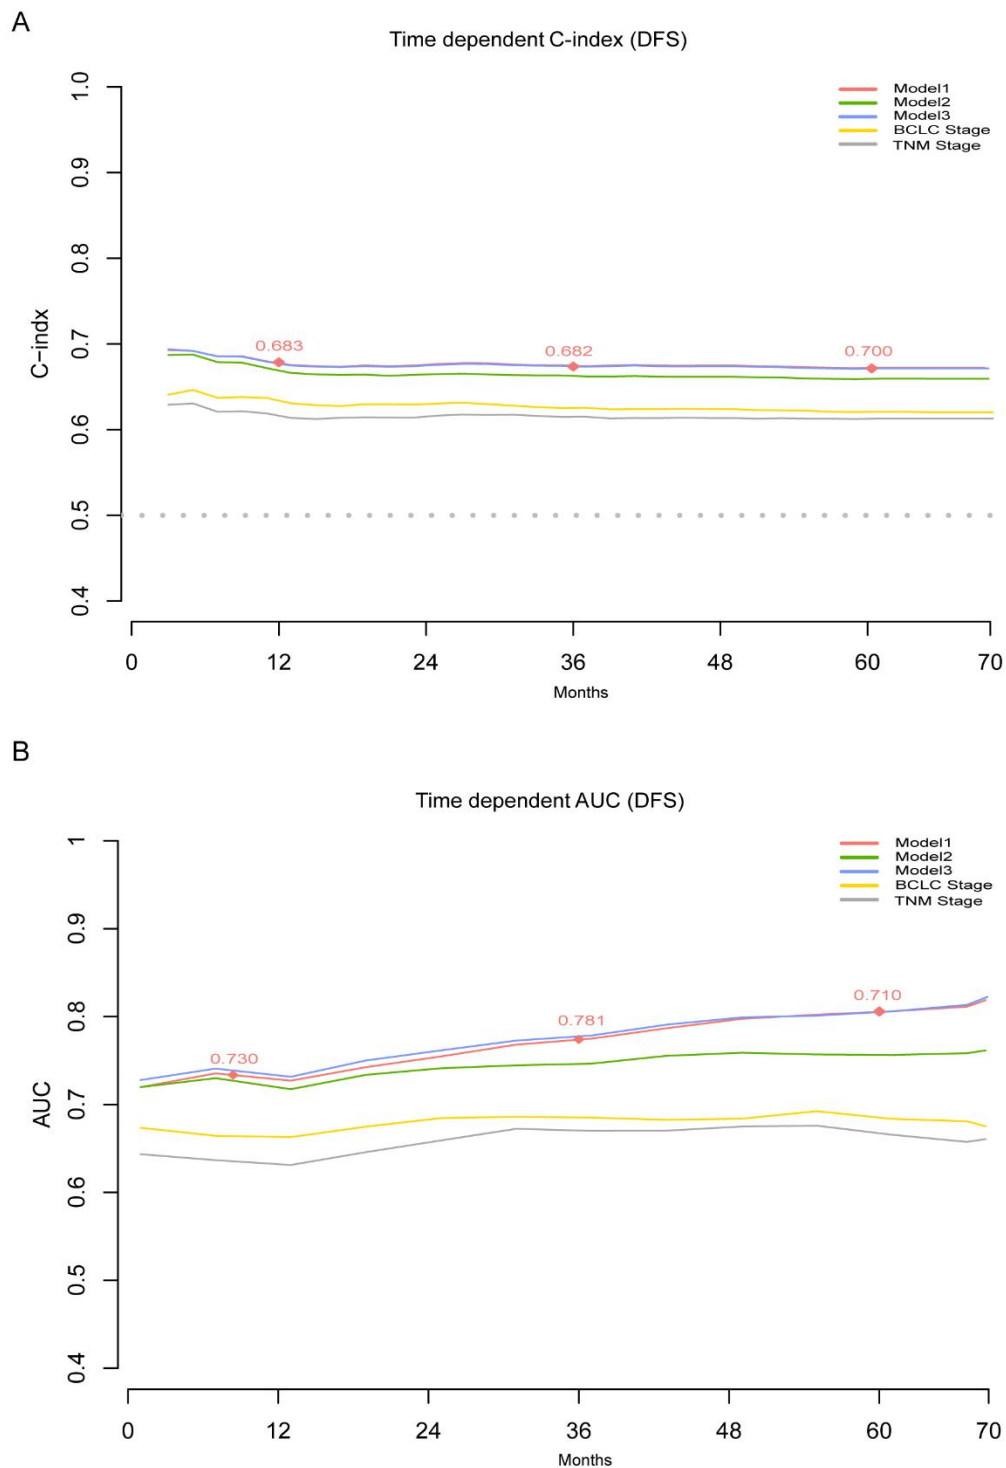 A
Time dependent C-index (DFS)
Model1
Model2
Model3
BCLC Stage
TNM Stage
1.0
0.9
0.8
0.7
0.6
0.5
0.4
C-indx
0.683
0.682
0.700
0 12 24 36 48 60 70
Months
B
Time dependent AUC (DFS)
Model1
Model2
Model3
BCLC Stage
TNM Stage
1
0.9
0.8
0.7
0.6
0.5
0.4
AUC
0.730
0.781
0.710
0 12 24 36 48 60 70
Months